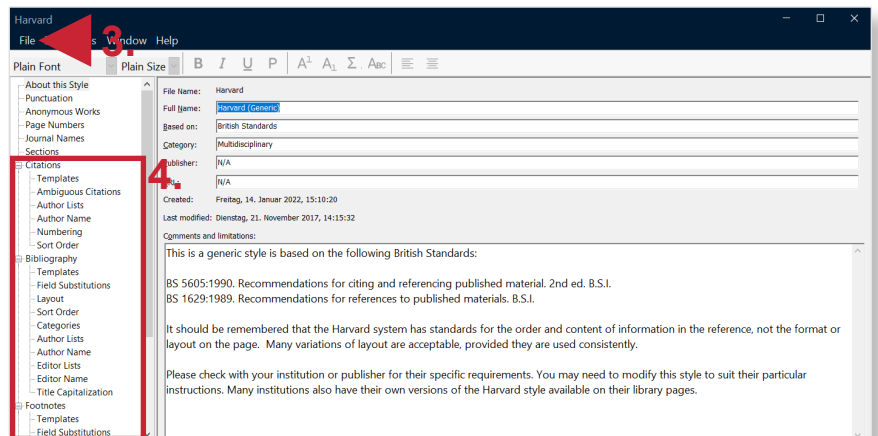 Harvard
File s Window Help
3.
Plain Font Plain Size B I U P A1 A1 Σ ABC
About this Style
Punctuation
Anonymous Works
Page Numbers
Journal Names
Sections
Citations
Templates
Ambiguous Citations
Author Lists
Author Name
Numbering
Sort Order
Bibliography
Templates
Field Substitutions
Layout
Sort Order
Categories
Author Lists
Author Name
Editor Lists
Editor Name
Title Capitalization
Footnotes
Templates
Field Substitutions
4.
File Name: Harvard
Full Name: Harvard (Generic)
Based on: British Standards
Category: Multidisciplinary
Publisher: N/A
N/A
Created: Freitag, 14. Januar 2022, 15:10:20
Last modified: Dienstag, 21. November 2017, 14:15:32
Comments and limitations:
This is a generic style is based on the following British Standards:
BS 5605:1990. Recommendations for citing and referencing published material. 2nd ed. B.S.I.
BS 1629:1989. Recommendations for references to published materials. B.S.I.
It should be remembered that the Harvard system has standards for the order and content of information in the reference, not the format or
layout on the page. Many variations of layout are acceptable, provided they are used consistently.
Please check with your institution or publisher for their specific requirements. You may need to modify this style to suit their particular
instructions. Many institutions also have their own versions of the Harvard style available on their library pages.